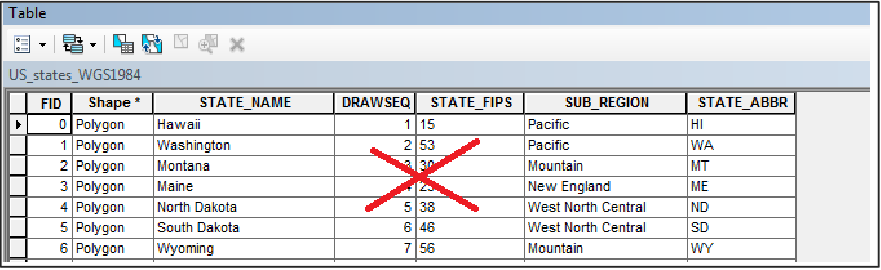 Table
US_states_WGS1984
FID Shape * STATE_NAME DRAWSEQ STATE_FIPS SUB_REGION STATE_ABBR
0 Polygon Hawaii 1 15 Pacific HI
1 Polygon Washington 2 53 Pacific WA
2 Polygon Montana 30 Mountain MT
3 Polygon Maine New England ME
4 Polygon North Dakota 5 38 West North Central ND
5 Polygon South Dakota 6 46 West North Central SD
6 Polygon Wyoming 7 56 Mountain WY